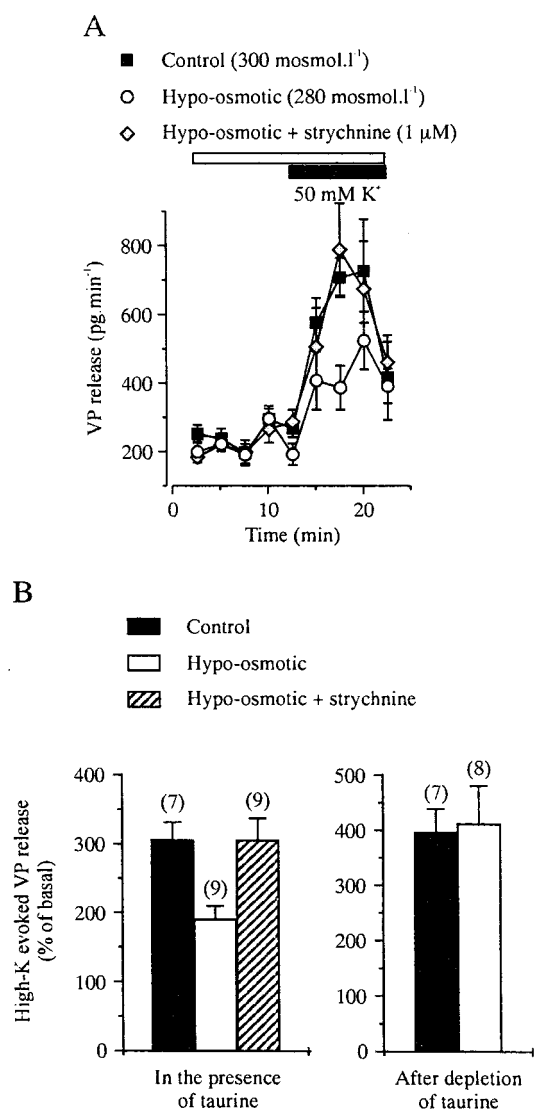 A
Control (300 mosmol.l⁻¹)
Hypo-osmotic (280 mosmol.l⁻¹)
Hypo-osmotic + strychnine (1 µM)
50 mM K⁺
VP release (pg.min⁻¹)
800
600
400
200
0
10
20
Time (min)
B
Control
Hypo-osmotic
Hypo-osmotic + strychnine
High-K evoked VP release
(% of basal)
400
300
200
100
0
(7)
(9)
(9)
In the presence
of taurine
500
400
300
200
100
0
(7)
(8)
After depletion
of taurine